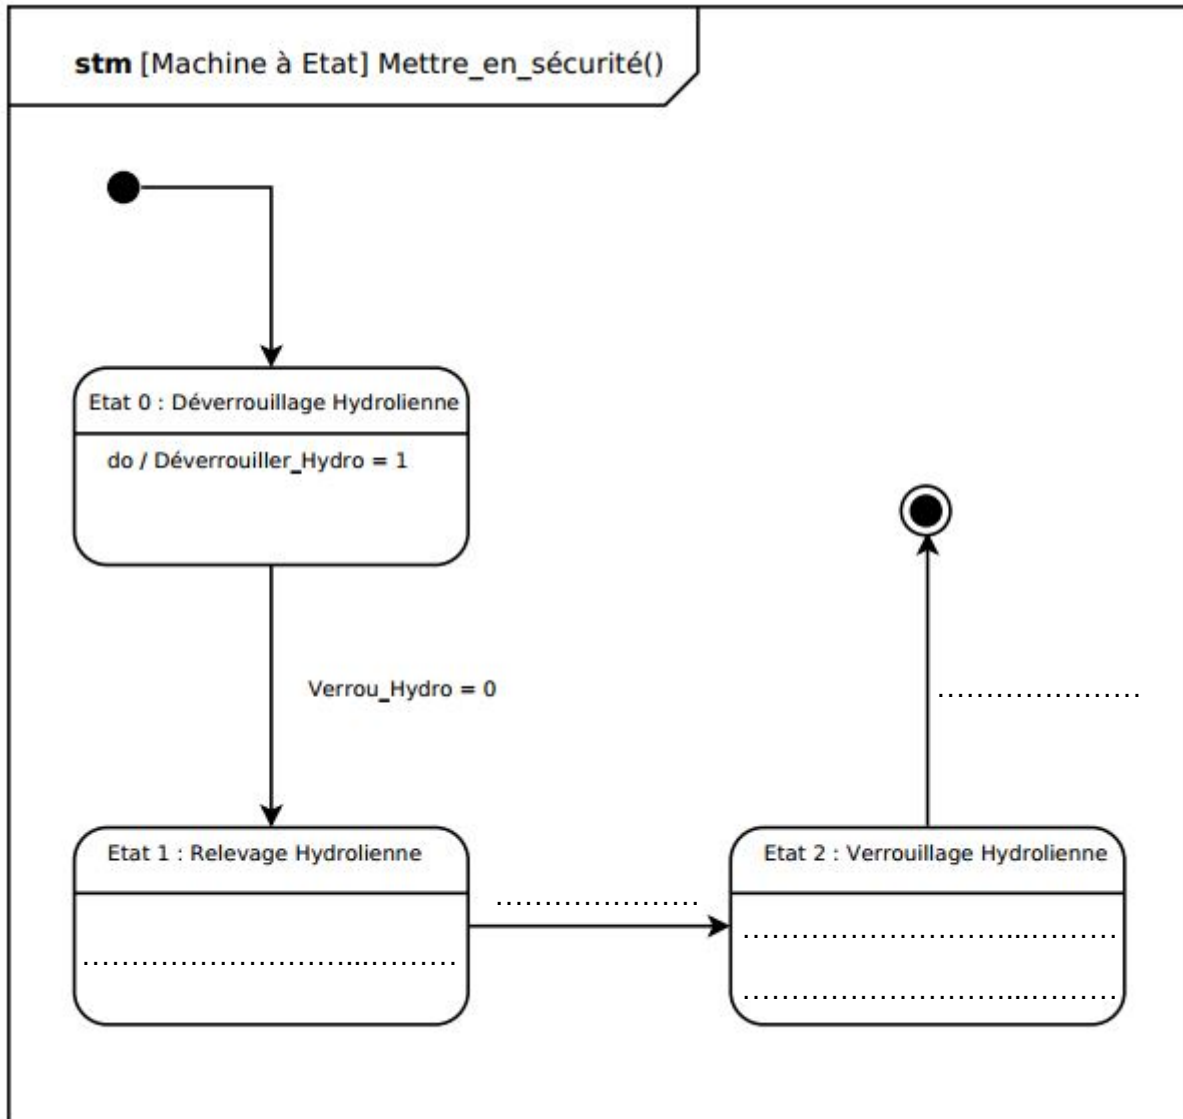 stm [Machine à Etat] Mettre_en_sécurité()
Etat 0 : Déverrouillage Hydrolienne
do / Déverrouiller_Hydro = 1
Verrou_Hydro = 0
.....................
Etat 1 : Relevage Hydrolienne
.......................................
.....................
Etat 2 : Verrouillage Hydrolienne
.......................................
.......................................